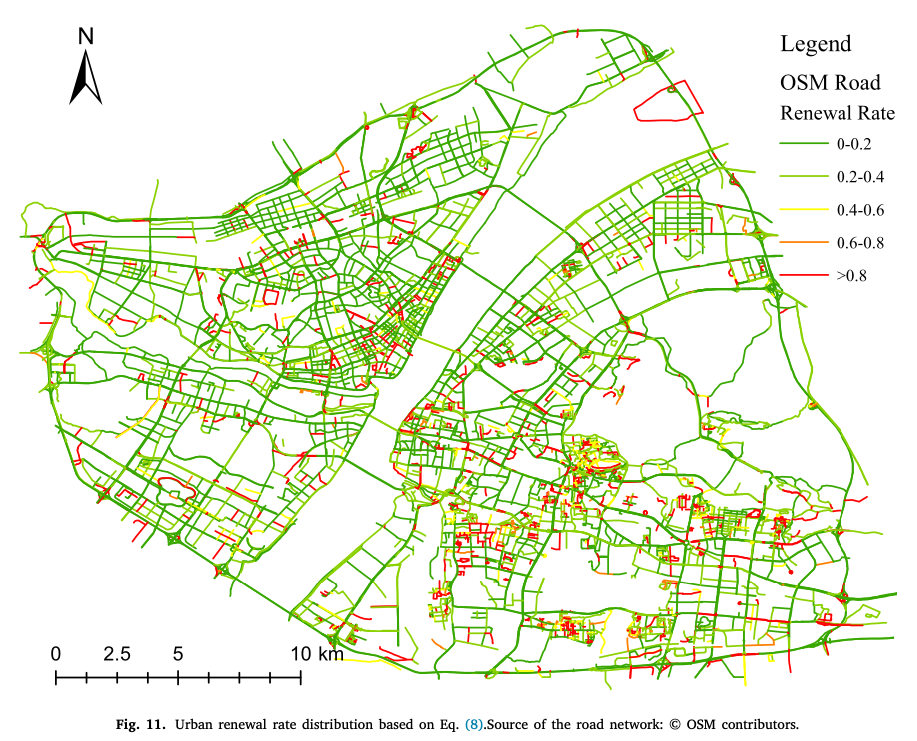 N
Legend
OSM Road
Renewal Rate
0-0.2
0.2-0.4
0.4-0.6
0.6-0.8
>0.8
0 2.5 5 10 km
Fig. 11. Urban renewal rate distribution based on Eq. (8).Source of the road network: © OSM contributors.